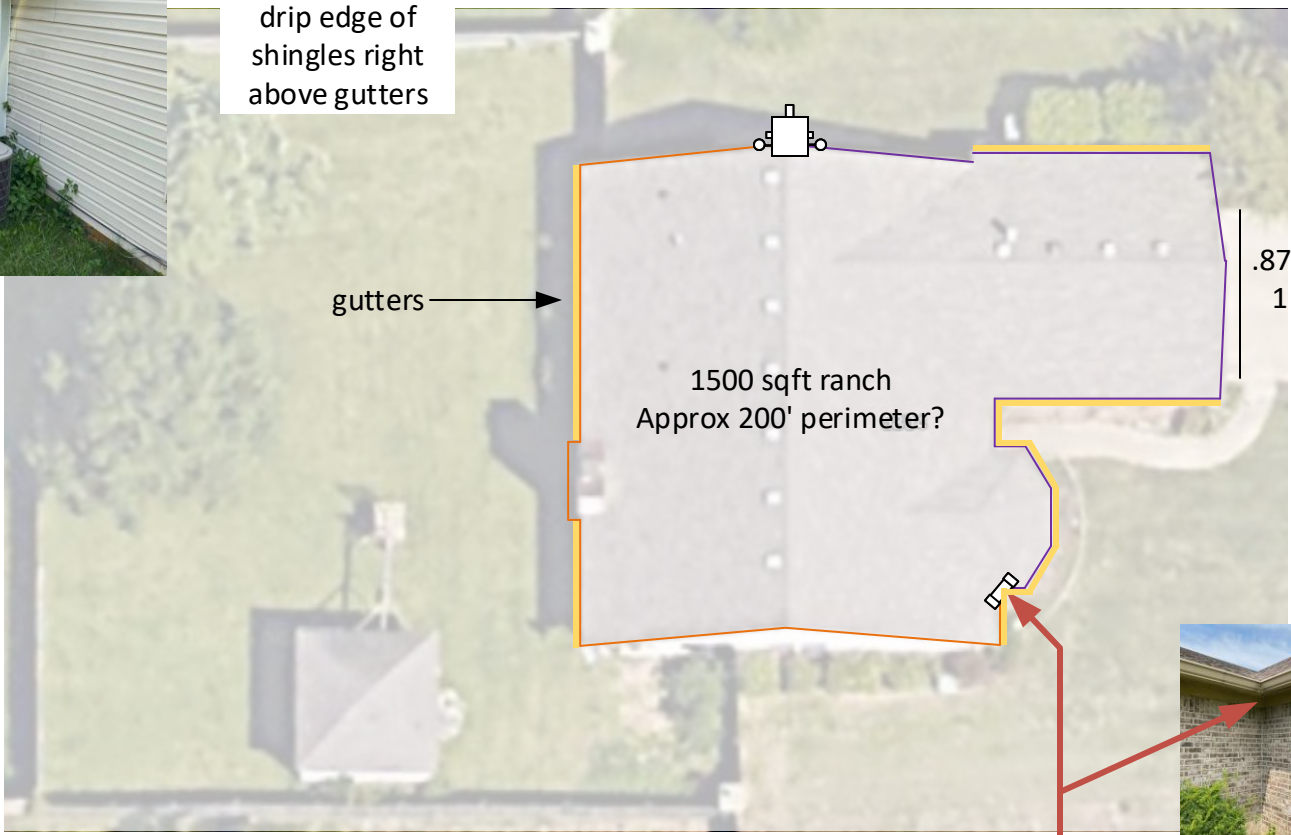 drip edge of
shingles right
above gutters
gutters
.87
1
1500 sqft ranch
Approx 200' perimeter?